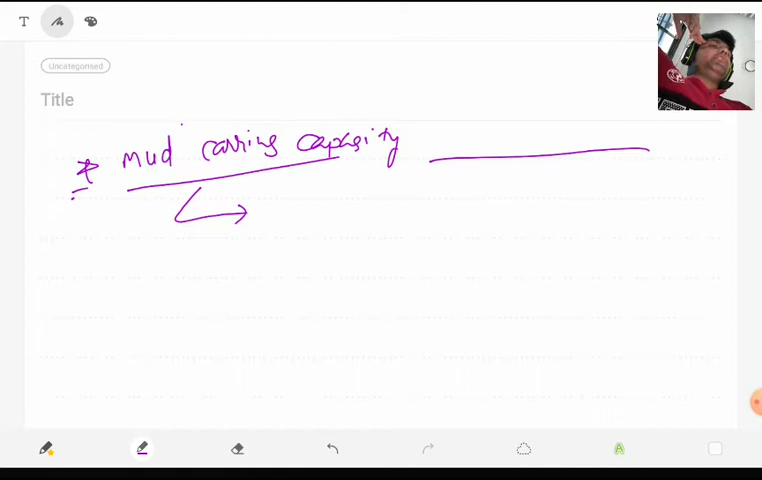 T
Uncategorised
Title
* mud carring capacity
A